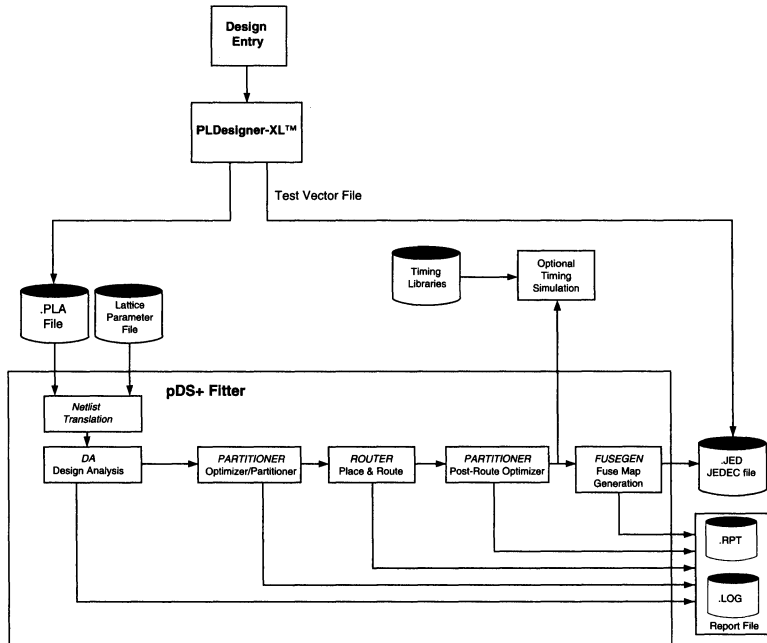 Design
Entry
PLDesigner-XL™
Test Vector File
.PLA
File
Lattice
Parameter
File
Timing
Libraries
Optional
Timing
Simulation
pDS+ Fitter
Netlist
Translation
DA
Design Analysis
PARTITIONER
Optimizer/Partitioner
ROUTER
Place & Route
PARTITIONER
Post-Route Optimizer
FUSEGEN
Fuse Map
Generation
.JED
JEDEC file
.RPT
.LOG
Report File